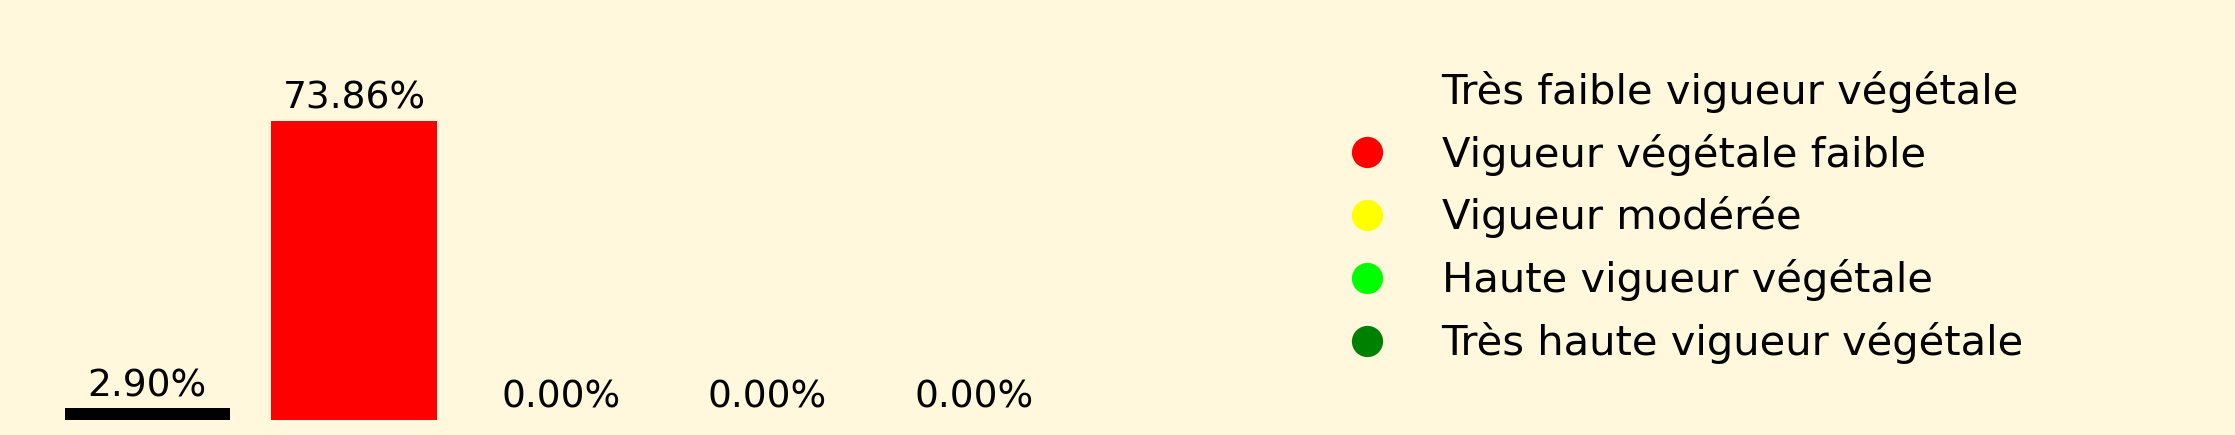 73.86%
2.90%
0.00%
0.00%
0.00%
Très faible vigueur végétale
Vigueur végétale faible
Vigueur modérée
Haute vigueur végétale
Très haute vigueur végétale